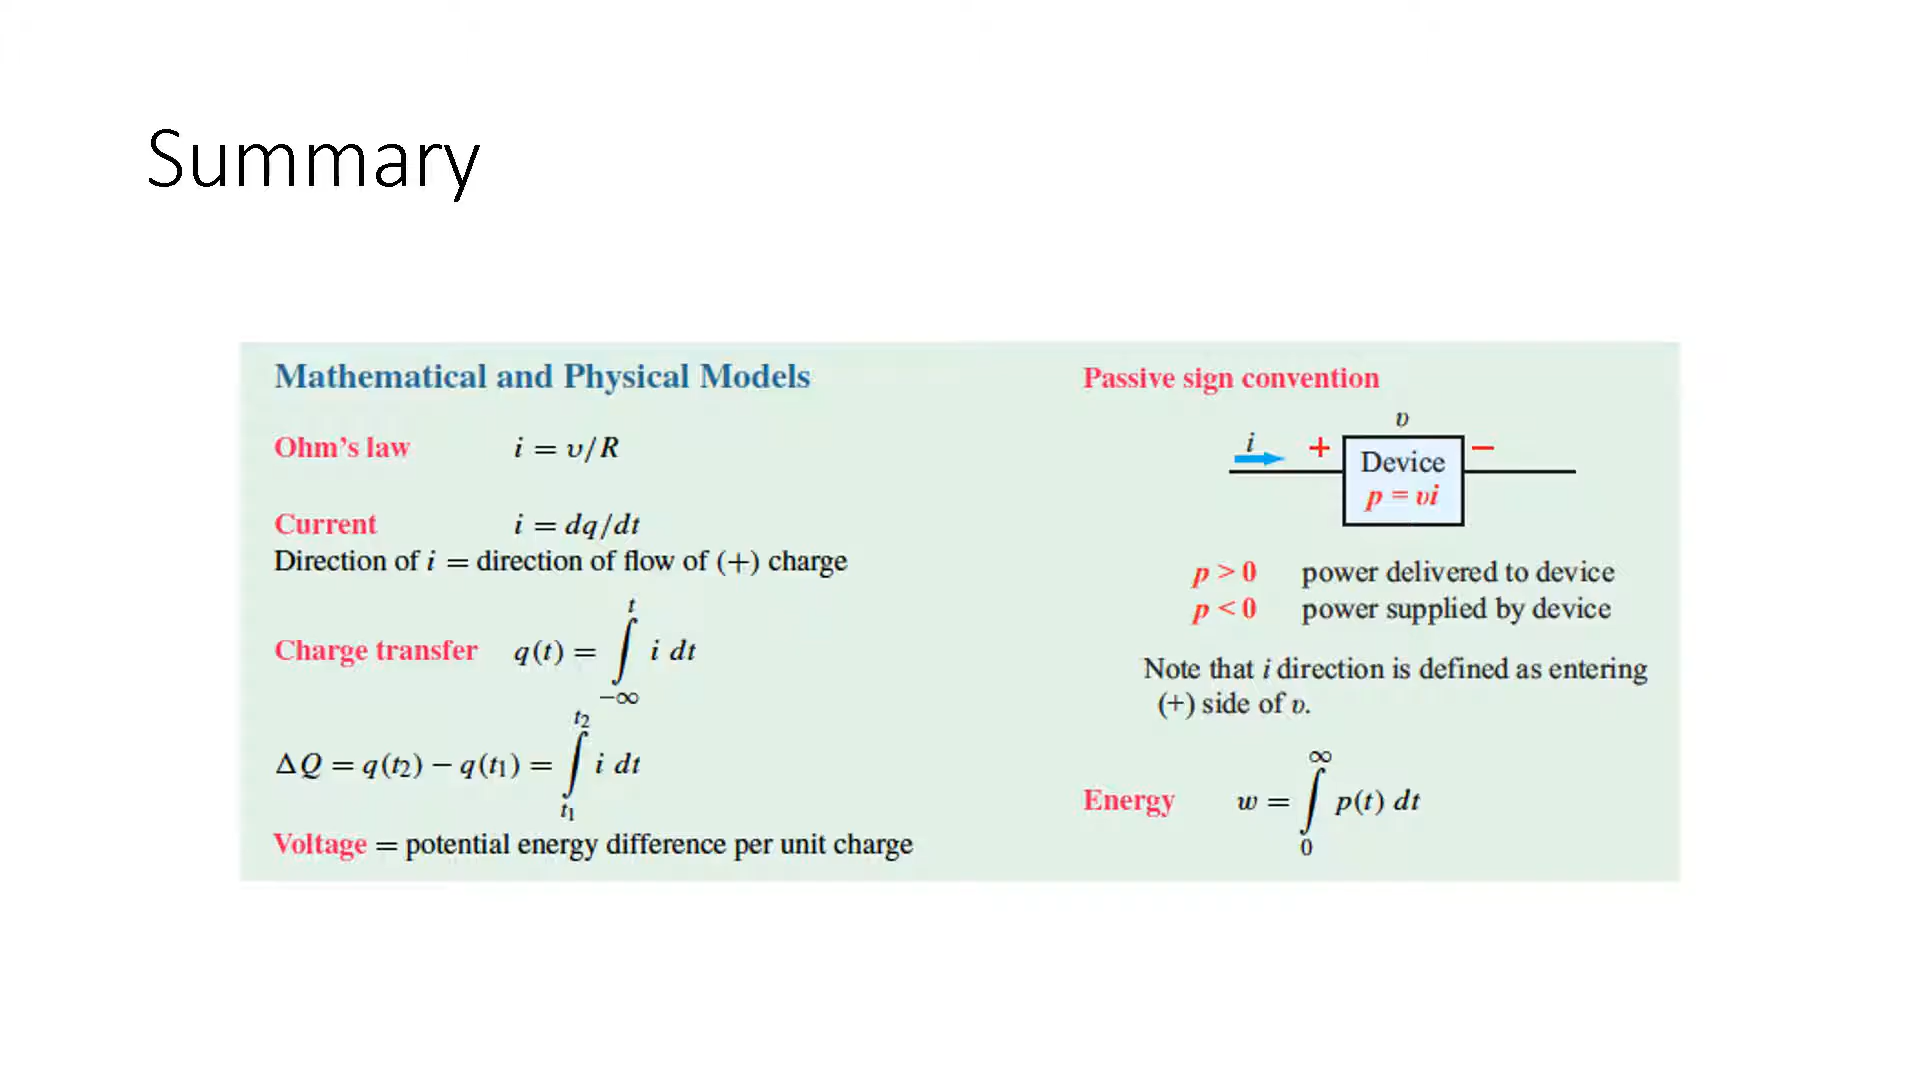 Summary
Mathematical and Physical Models
Ohm's law i = υ/R
Current i = dq/dt
Direction of i = direction of flow of (+) charge
Charge transfer q(t) = ∫_{−∞}^{t} i dt
ΔQ = q(t₂) − q(t₁) = ∫_{t₁}^{t₂} i dt
Voltage = potential energy difference per unit charge
Passive sign convention
υ
i + Device −
p = υi
p > 0 power delivered to device
p < 0 power supplied by device
Note that i direction is defined as entering
(+) side of υ.
Energy w = ∫_{0}^{∞} p(t) dt